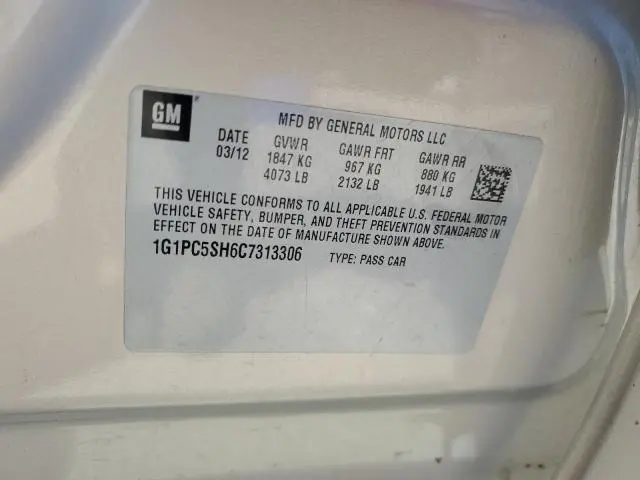 GM
MFD BY GENERAL MOTORS LLC
DATE GVWR GAWR FRT GAWR RR
03/12 1847 KG 967 KG 880 KG
4073 LB 2132 LB 1941 LB
THIS VEHICLE CONFORMS TO ALL APPLICABLE U.S. FEDERAL MOTOR
VEHICLE SAFETY, BUMPER, AND THEFT PREVENTION STANDARDS IN
EFFECT ON THE DATE OF MANUFACTURE SHOWN ABOVE.
1G1PC5SH6C7313306 TYPE: PASS CAR